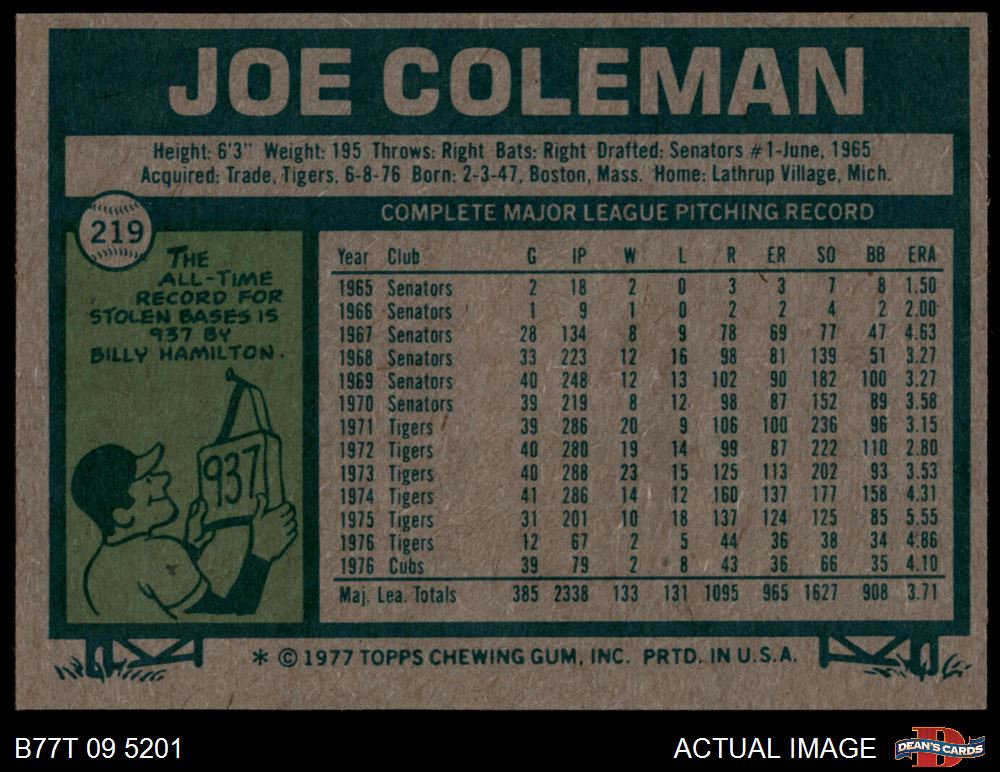 JOE COLEMAN
Height: 6'3" Weight: 195 Throws: Right Bats: Right Drafted: Senators #1-June, 1965
Acquired: Trade, Tigers, 6-8-76 Born: 2-3-47, Boston, Mass. Home: Lathrup Village, Mich.
219
THE
ALL-TIME
RECORD FOR
STOLEN BASES IS
937 BY
BILLY HAMILTON.
937
COMPLETE MAJOR LEAGUE PITCHING RECORD
Year Club G IP W L R ER SO BB ERA
1965 Senators 2 18 2 0 3 3 7 8 1.50
1966 Senators 1 9 1 0 2 2 4 2 2.00
1967 Senators 28 134 8 9 78 69 77 47 4.63
1968 Senators 33 223 12 16 98 81 139 51 3.27
1969 Senators 40 248 12 13 102 90 182 100 3.27
1970 Senators 39 219 8 12 98 87 152 89 3.58
1971 Tigers 39 286 20 9 106 100 236 96 3.15
1972 Tigers 40 280 19 14 99 87 222 110 2.80
1973 Tigers 40 288 23 15 125 113 202 93 3.53
1974 Tigers 41 286 14 12 160 137 177 158 4.31
1975 Tigers 31 201 10 18 137 124 125 85 5.55
1976 Tigers 12 67 2 5 44 36 38 34 4.86
1976 Cubs 39 79 2 8 43 36 66 35 4.10
Maj. Lea. Totals 385 2338 133 131 1095 965 1627 908 3.71
* © 1977 TOPPS CHEWING GUM, INC. PRTD. IN U.S.A.
B77T 09 5201
ACTUAL IMAGE
D
DEAN'S CARDS